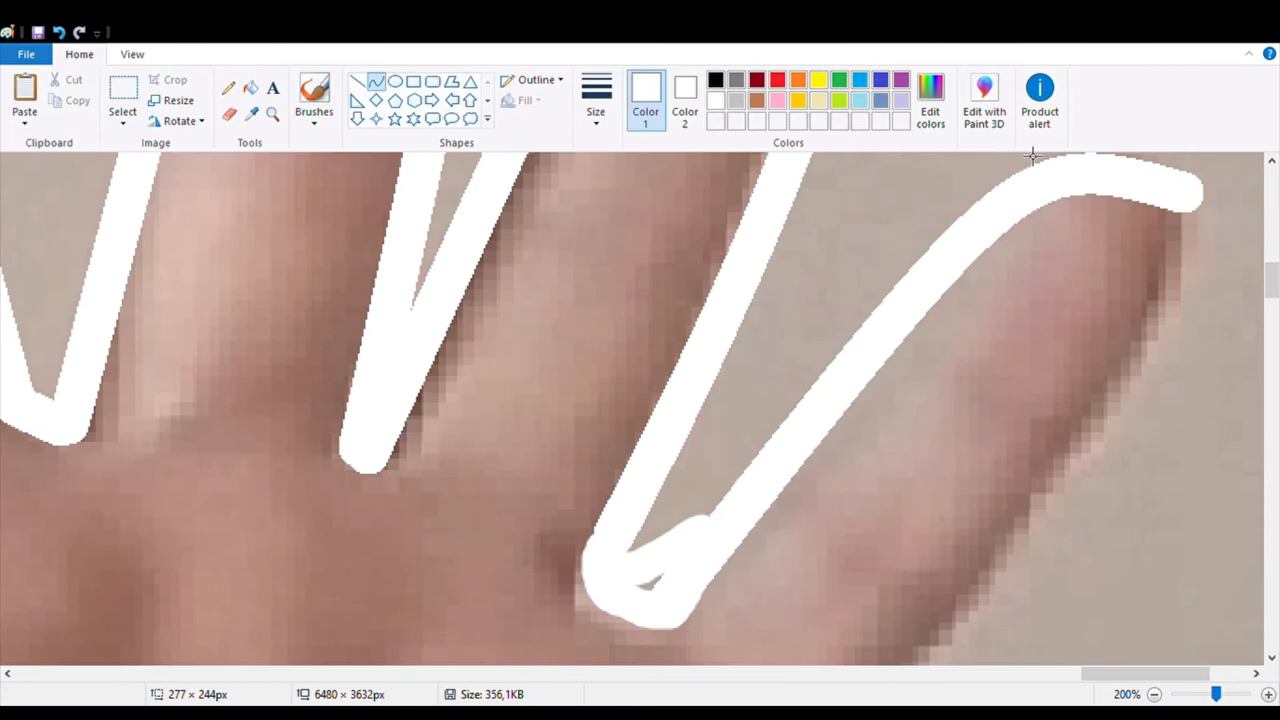 File Home View
Paste
Cut
Copy
Clipboard
Select
Crop
Resize
Rotate
Image
A
Tools
Brushes
Outline
Fill
Shapes
Size
Color
1
Color
2
Edit
colors
Colors
Edit with
Paint 3D
Product
alert
277 × 244px 6480 × 3632px Size: 356,1KB 200%